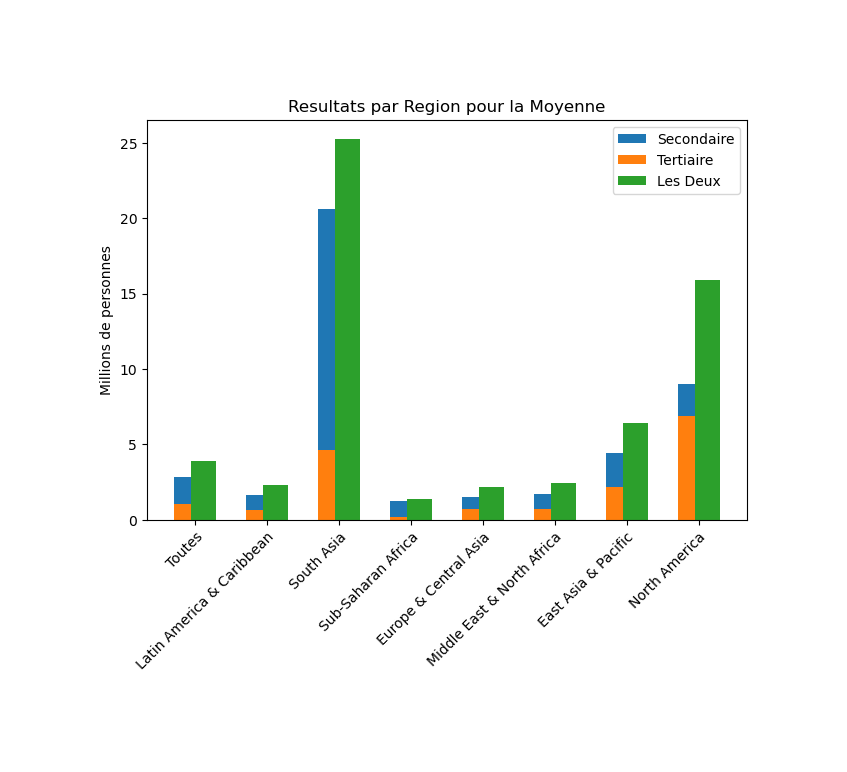 Resultats par Region pour la Moyenne
Secondaire
Tertiaire
Les Deux
Millions de personnes
25
20
15
10
5
0
Toutes
Latin America & Caribbean
South Asia
Sub-Saharan Africa
Europe & Central Asia
Middle East & North Africa
East Asia & Pacific
North America